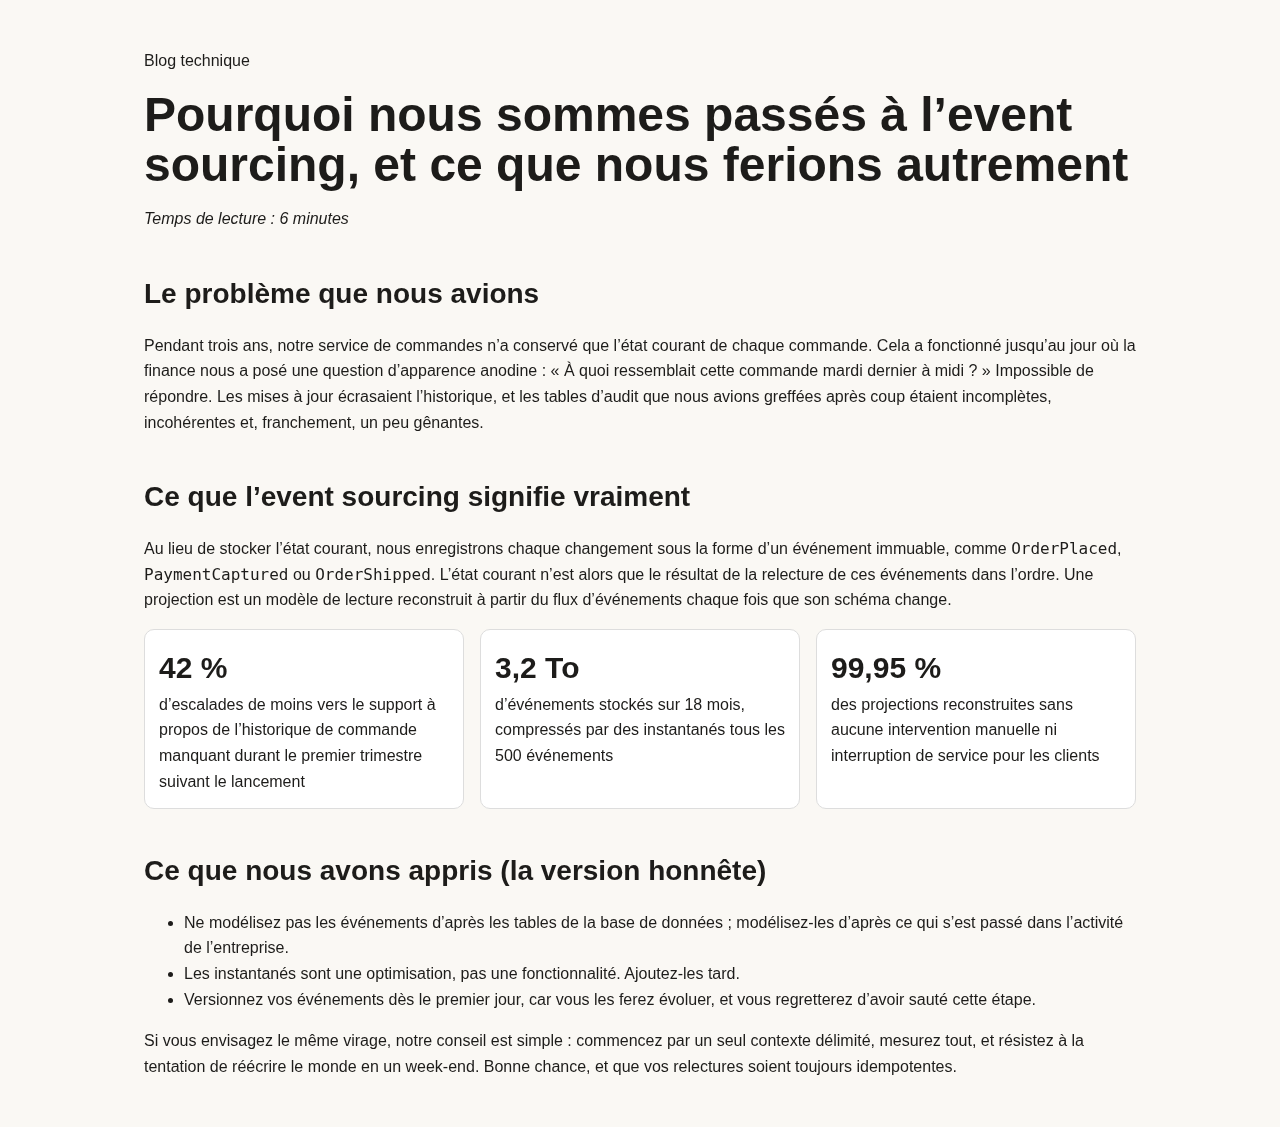 Blog technique
Pourquoi nous sommes passés à l’event
sourcing, et ce que nous ferions autrement
Temps de lecture : 6 minutes
Le problème que nous avions
Pendant trois ans, notre service de commandes n’a conservé que l’état courant de chaque commande. Cela a fonctionné jusqu’au jour où la
finance nous a posé une question d’apparence anodine : « À quoi ressemblait cette commande mardi dernier à midi ? » Impossible de
répondre. Les mises à jour écrasaient l’historique, et les tables d’audit que nous avions greffées après coup étaient incomplètes,
incohérentes et, franchement, un peu gênantes.
Ce que l’event sourcing signifie vraiment
Au lieu de stocker l’état courant, nous enregistrons chaque changement sous la forme d’un événement immuable, comme OrderPlaced,
PaymentCaptured ou OrderShipped. L’état courant n’est alors que le résultat de la relecture de ces événements dans l’ordre. Une
projection est un modèle de lecture reconstruit à partir du flux d’événements chaque fois que son schéma change.
42 %
d’escalades de moins vers le support à
propos de l’historique de commande
manquant durant le premier trimestre
suivant le lancement
3,2 To
d’événements stockés sur 18 mois,
compressés par des instantanés tous les
500 événements
99,95 %
des projections reconstruites sans
aucune intervention manuelle ni
interruption de service pour les clients
Ce que nous avons appris (la version honnête)
• Ne modélisez pas les événements d’après les tables de la base de données ; modélisez-les d’après ce qui s’est passé dans l’activité
de l’entreprise.
• Les instantanés sont une optimisation, pas une fonctionnalité. Ajoutez-les tard.
• Versionnez vos événements dès le premier jour, car vous les ferez évoluer, et vous regretterez d’avoir sauté cette étape.
Si vous envisagez le même virage, notre conseil est simple : commencez par un seul contexte délimité, mesurez tout, et résistez à la
tentation de réécrire le monde en un week-end. Bonne chance, et que vos relectures soient toujours idempotentes.